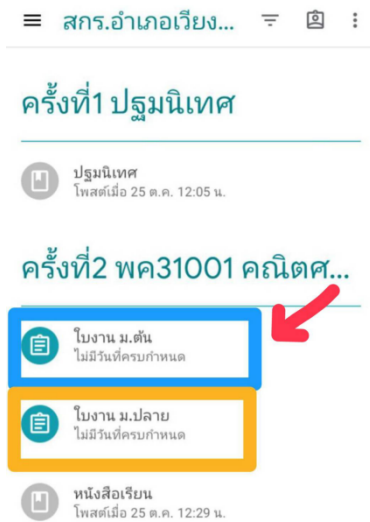 สกร.อำเภอเวียง...
ครั้งที่1 ปฐมนิเทศ
ปฐมนิเทศ
โพสต์เมื่อ 25 ต.ค. 12:05 น.
ครั้งที่2 พค31001 คณิตศ...
ใบงาน ม.ต้น
ไม่มีวันที่ครบกำหนด
ใบงาน ม.ปลาย
ไม่มีวันที่ครบกำหนด
หนังสือเรียน
โพสต์เมื่อ 25 ต.ค. 12:29 น.